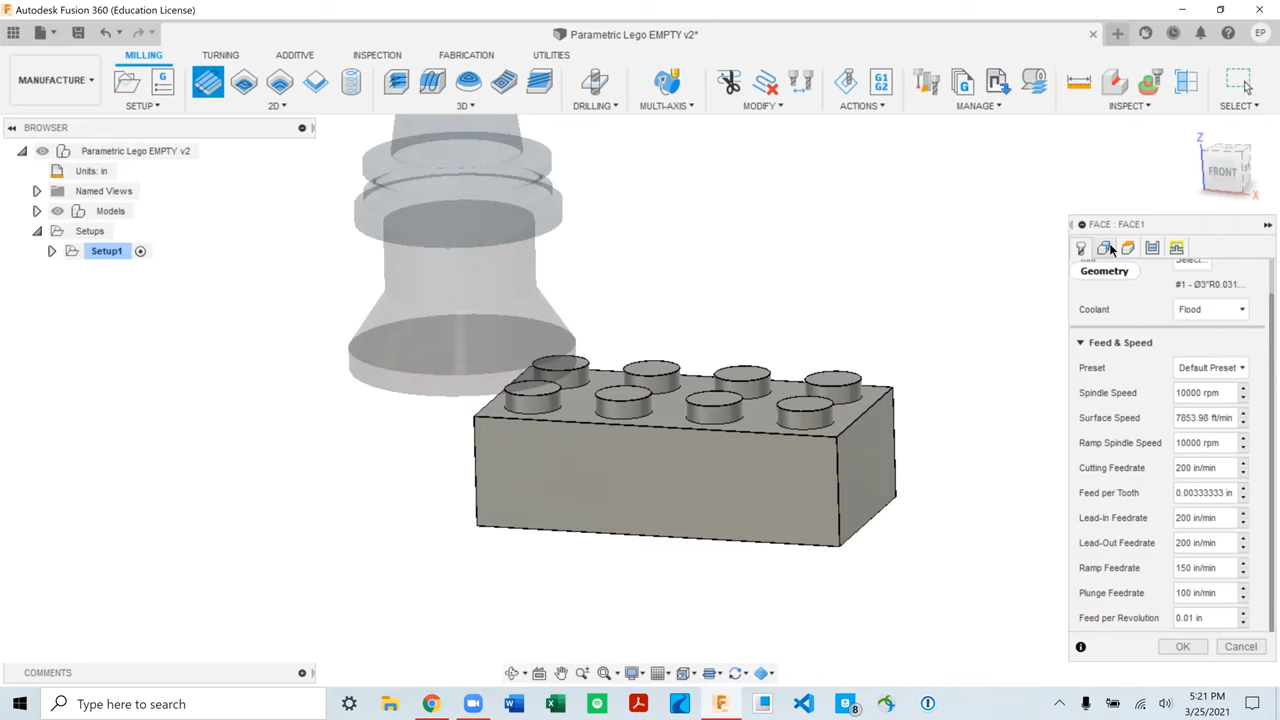 Autodesk Fusion 360 (Education License)
Parametric Lego EMPTY v2*
EP
MILLING TURNING ADDITIVE INSPECTION FABRICATION UTILITIES
MANUFACTURE
G
G1
G2
SETUP 2D 3D DRILLING MULTI-AXIS MODIFY ACTIONS MANAGE INSPECT SELECT
BROWSER
Parametric Lego EMPTY v2
Units: in
Named Views
Models
Setups
Setup1
Z
FRONT
X
FACE : FACE1
Geometry
Select...
#1 - Ø3"R0.031...
Coolant Flood
Feed & Speed
Preset Default Preset
Spindle Speed 10000 rpm
Surface Speed 7853.98 ft/min
Ramp Spindle Speed 10000 rpm
Cutting Feedrate 200 in/min
Feed per Tooth 0.00333333 in
Lead-In Feedrate 200 in/min
Lead-Out Feedrate 200 in/min
Ramp Feedrate 150 in/min
Plunge Feedrate 100 in/min
Feed per Revolution 0.01 in
OK Cancel
COMMENTS
Type here to search
8
5:21 PM
3/25/2021